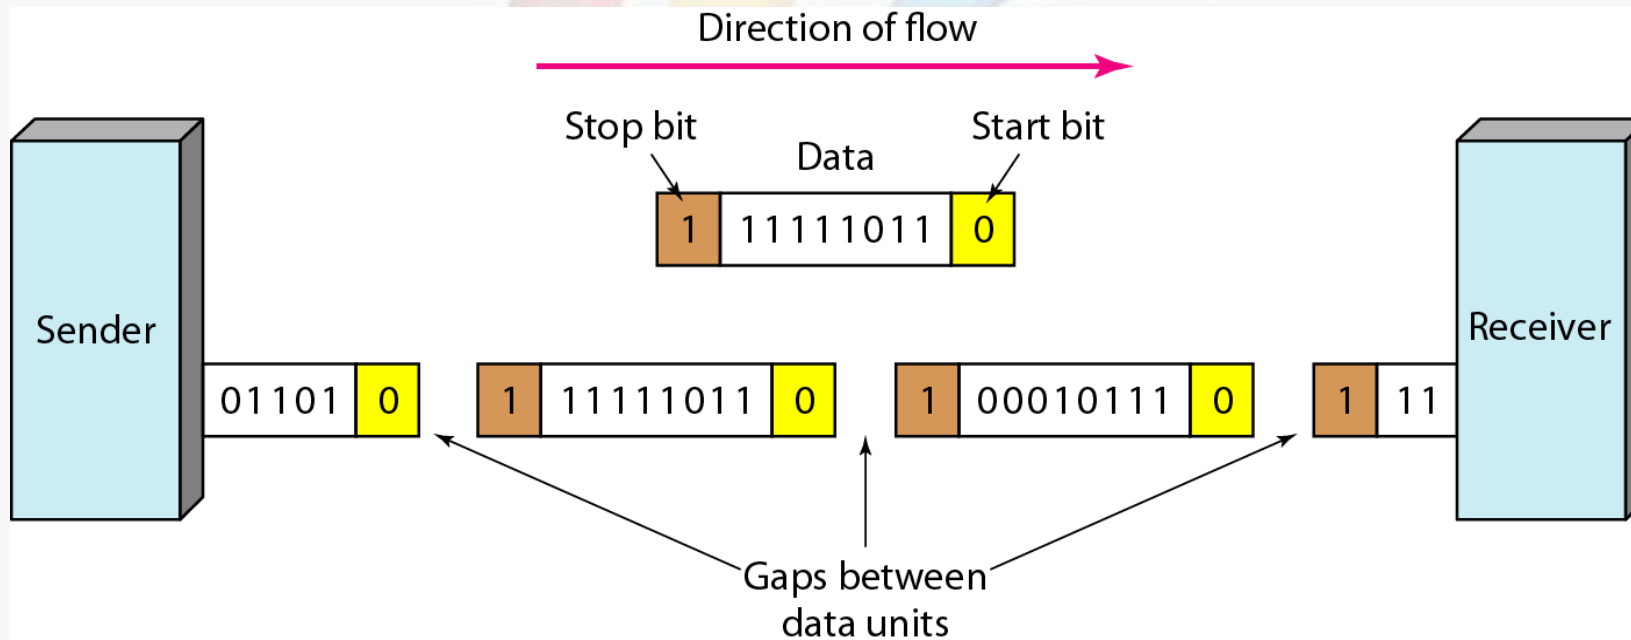 Direction of flow
Stop bit
Start bit
Data
1 11111011 0
Sender
Receiver
01101 0 1 11111011 0 1 00010111 0 1 11
Gaps between
data units